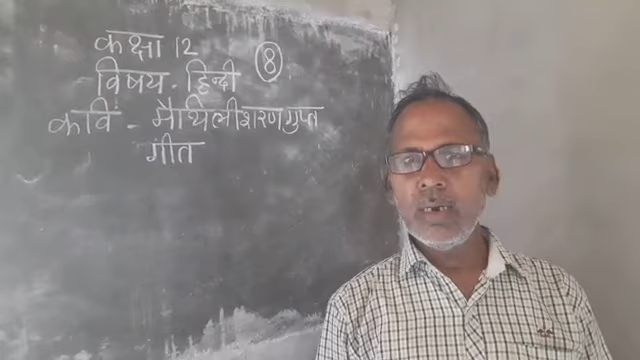 कक्षा 12
8
विषय - हिन्दी
कवि - मैथिलीशरण गुप्त
गीत